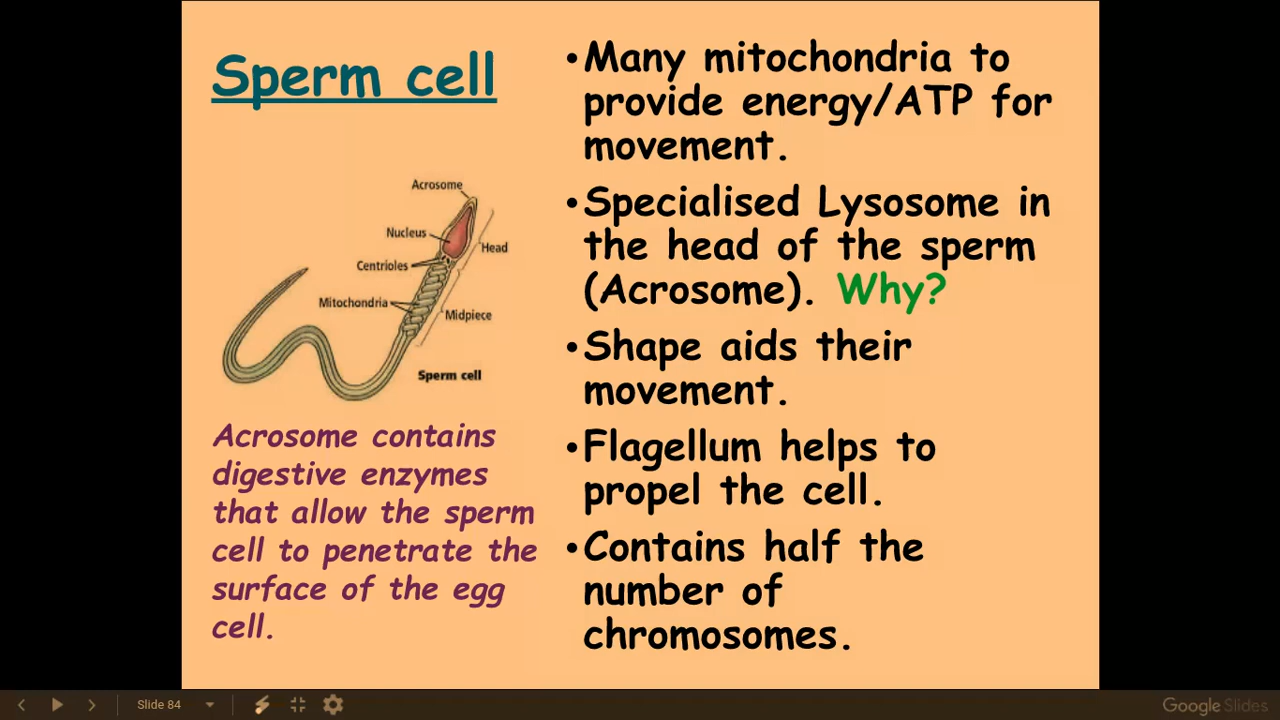 Sperm cell
Acrosome
Nucleus
Head
Centrioles
Mitochondria
Midpiece
Sperm cell
Acrosome contains
digestive enzymes
that allow the sperm
cell to penetrate the
surface of the egg
cell.
•Many mitochondria to
provide energy/ATP for
movement.
•Specialised Lysosome in
the head of the sperm
(Acrosome). Why?
•Shape aids their
movement.
•Flagellum helps to
propel the cell.
•Contains half the
number of
chromosomes.
Slide 84
Google Slides